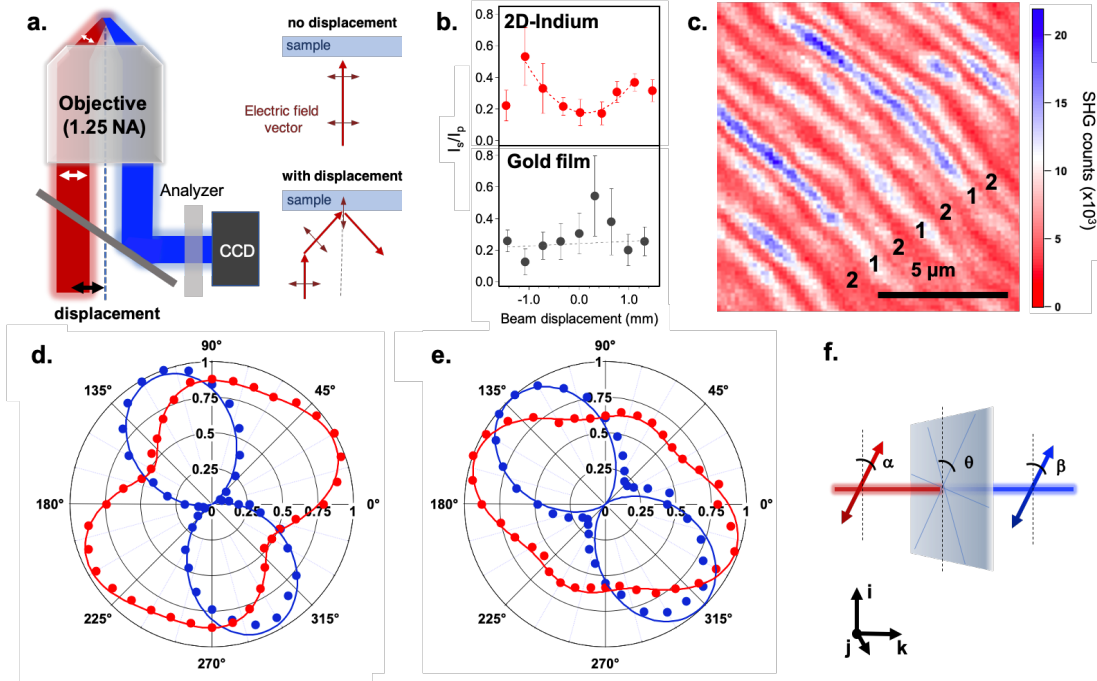 a.
no displacement
sample
Objective
(1.25 NA)
Electric field
vector
Analyzer
with displacement
sample
CCD
displacement
b.
2D-Indium
0.8
0.6
0.4
0.2
0.0
Is/Ip
Gold film
0.8
0.6
0.4
0.2
0.0
-1.0
0.0
1.0
Beam displacement (mm)
c.
2
1
2
1
2
1
2
5 µm
20
15
10
5
0
SHG counts (x10³)
d.
90°
1
135°
45°
0.75
0.5
0.25
180°
0
0.25
0.5
0.75
1
0°
225°
315°
270°
e.
90°
1
135°
45°
0.75
0.5
0.25
180°
0
0.25
0.5
0.75
1
0°
225°
315°
270°
f.
α
θ
β
i
j
k